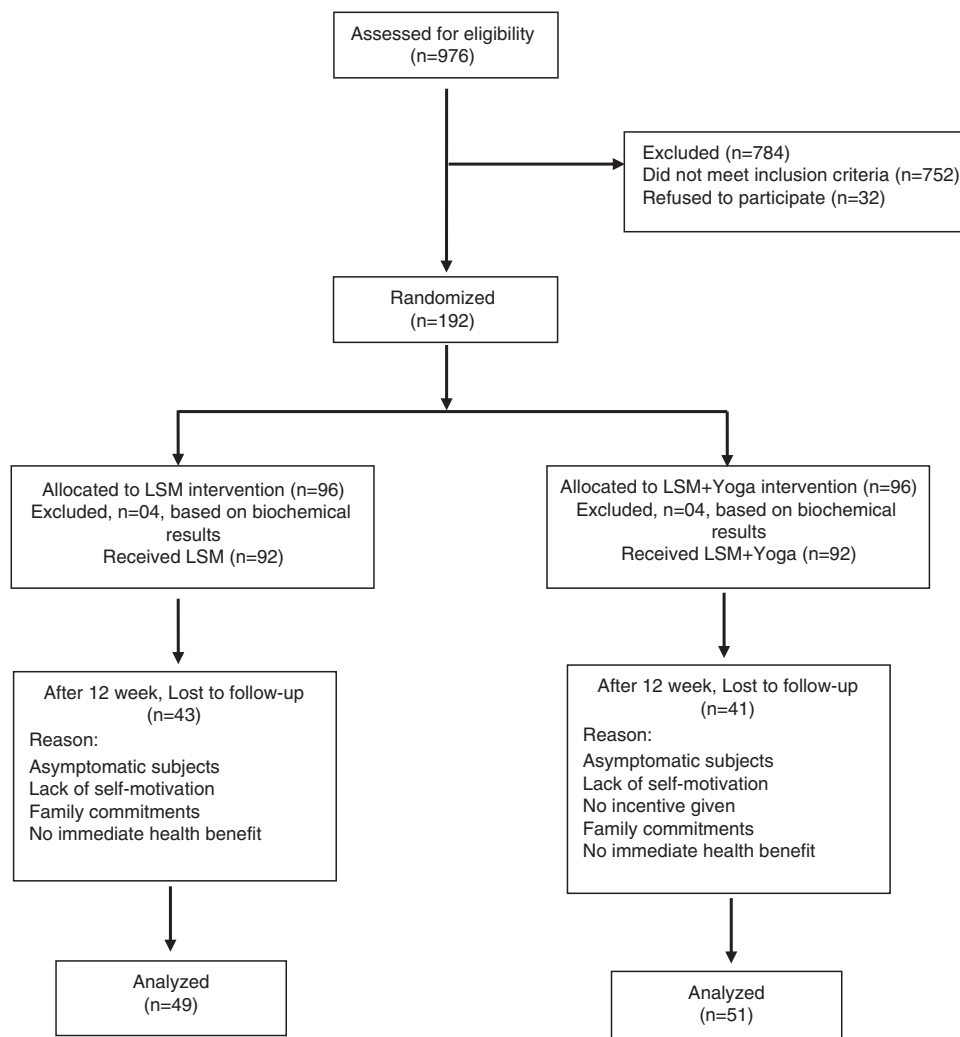 Assessed for eligibility
(n=976)
Excluded (n=784)
Did not meet inclusion criteria (n=752)
Refused to participate (n=32)
Randomized
(n=192)
Allocated to LSM intervention (n=96)
Excluded, n=04, based on biochemical
results
Received LSM (n=92)
Allocated to LSM+Yoga intervention (n=96)
Excluded, n=04, based on biochemical
results
Received LSM+Yoga (n=92)
After 12 week, Lost to follow-up
(n=43)
Reason:
Asymptomatic subjects
Lack of self-motivation
Family commitments
No immediate health benefit
After 12 week, Lost to follow-up
(n=41)
Reason:
Asymptomatic subjects
Lack of self-motivation
No incentive given
Family commitments
No immediate health benefit
Analyzed
(n=49)
Analyzed
(n=51)